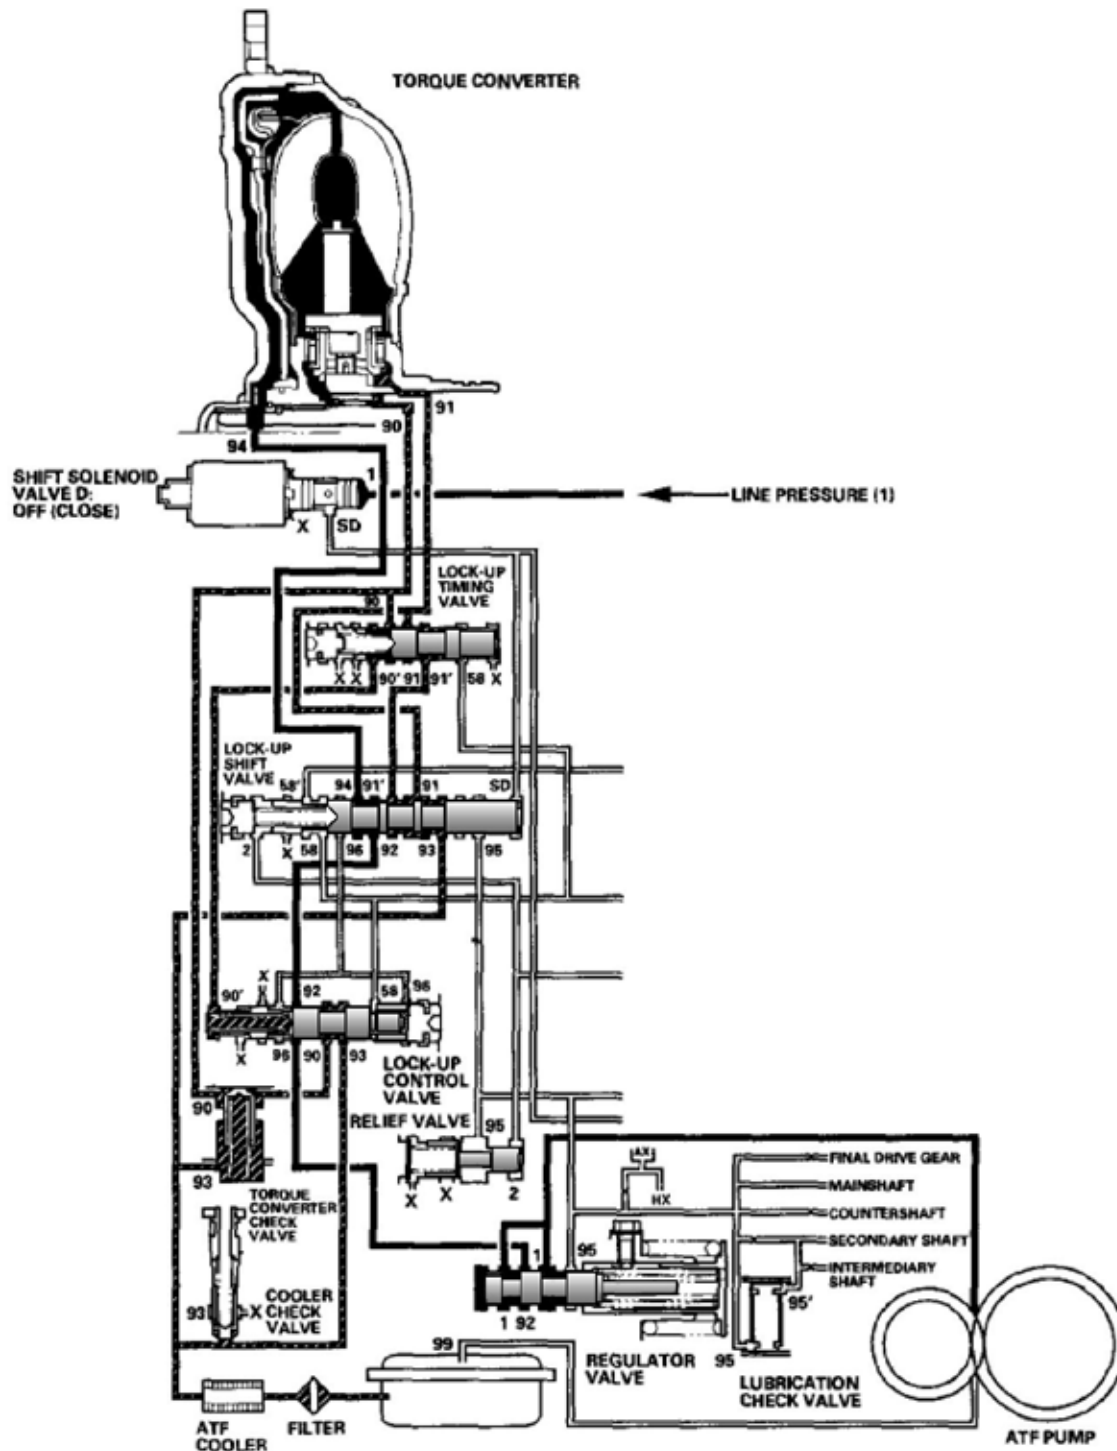 TORQUE CONVERTER
91
90
94
SHIFT SOLENOID
VALVE D:
OFF (CLOSE)
1
X
SD
LINE PRESSURE (1)
LOCK-UP
TIMING
VALVE
90
X X 90' 91 91' 58 X
LOCK-UP
SHIFT
VALVE
58' 94 91' 91 SD
2 X 58 96 92 93 95
X
90' X 92 58 96
X 96 90 93
LOCK-UP
CONTROL
VALVE
90
RELIEF VALVE
95
X X 2
93
TORQUE
CONVERTER
CHECK
VALVE
93 X
COOLER
CHECK
VALVE
AX
HX
FINAL DRIVE GEAR
MAINSHAFT
COUNTERSHAFT
SECONDARY SHAFT
INTERMEDIARY
SHAFT
1 95
1 92
95'
95
REGULATOR
VALVE
LUBRICATION
CHECK VALVE
99
ATF
COOLER
FILTER
ATF PUMP